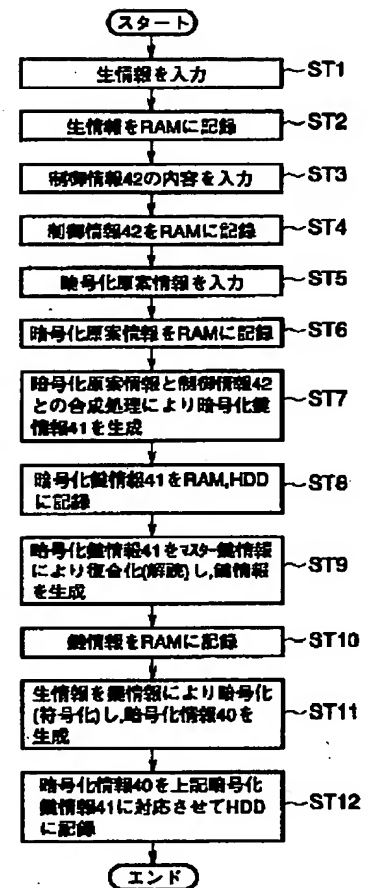 スタート
生情報を入力
ST1
生情報をRAMに記録
ST2
制御情報42の内容を入力
ST3
制御情報42をRAMに記録
ST4
暗号化原案情報を入力
ST5
暗号化原案情報をRAMに記録
ST6
暗号化原案情報と制御情報42
との合成処理により暗号化鍵
情報41を生成
ST7
暗号化鍵情報41をRAM,HDD
に記録
ST8
暗号化鍵情報41をマスター鍵情報
により復合化(解読)し,鍵情報
を生成
ST9
鍵情報をRAMに記録
ST10
生情報を鍵情報により暗号化
(符号化)し,暗号化情報40を
生成
ST11
暗号化情報40を上記暗号化
鍵情報41に対応させてHDD
に記録
ST12
エンド